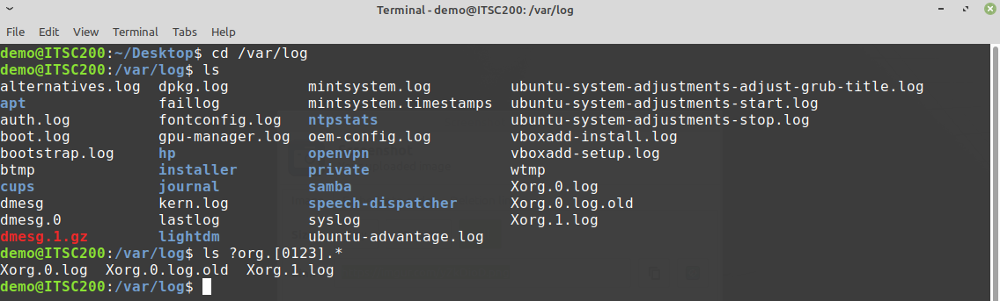 Terminal - demo@ITSC200: /var/log
File Edit View Terminal Tabs Help
demo@ITSC200:~/Desktop$ cd /var/log
demo@ITSC200:/var/log$ ls
alternatives.log dpkg.log mintsystem.log ubuntu-system-adjustments-adjust-grub-title.log
apt faillog mintsystem.timestamps ubuntu-system-adjustments-start.log
auth.log fontconfig.log ntpstats ubuntu-system-adjustments-stop.log
boot.log gpu-manager.log oem-config.log vboxadd-install.log
bootstrap.log hp openvpn vboxadd-setup.log
btmp installer private wtmp
cups journal samba Xorg.0.log
dmesg kern.log speech-dispatcher Xorg.0.log.old
dmesg.0 lastlog syslog Xorg.1.log
dmesg.1.gz lightdm ubuntu-advantage.log
demo@ITSC200:/var/log$ ls ?org.[0123].*
Xorg.0.log Xorg.0.log.old Xorg.1.log
demo@ITSC200:/var/log$